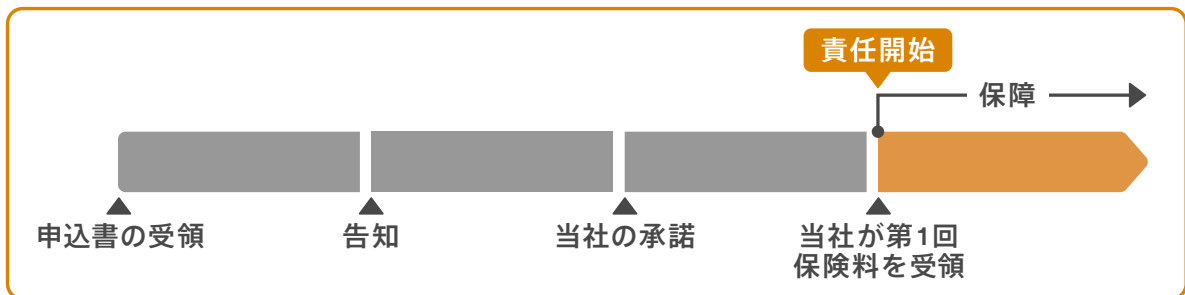 責任開始
保障
申込書の受領
告知
当社の承諾
当社が第1回
保険料を受領